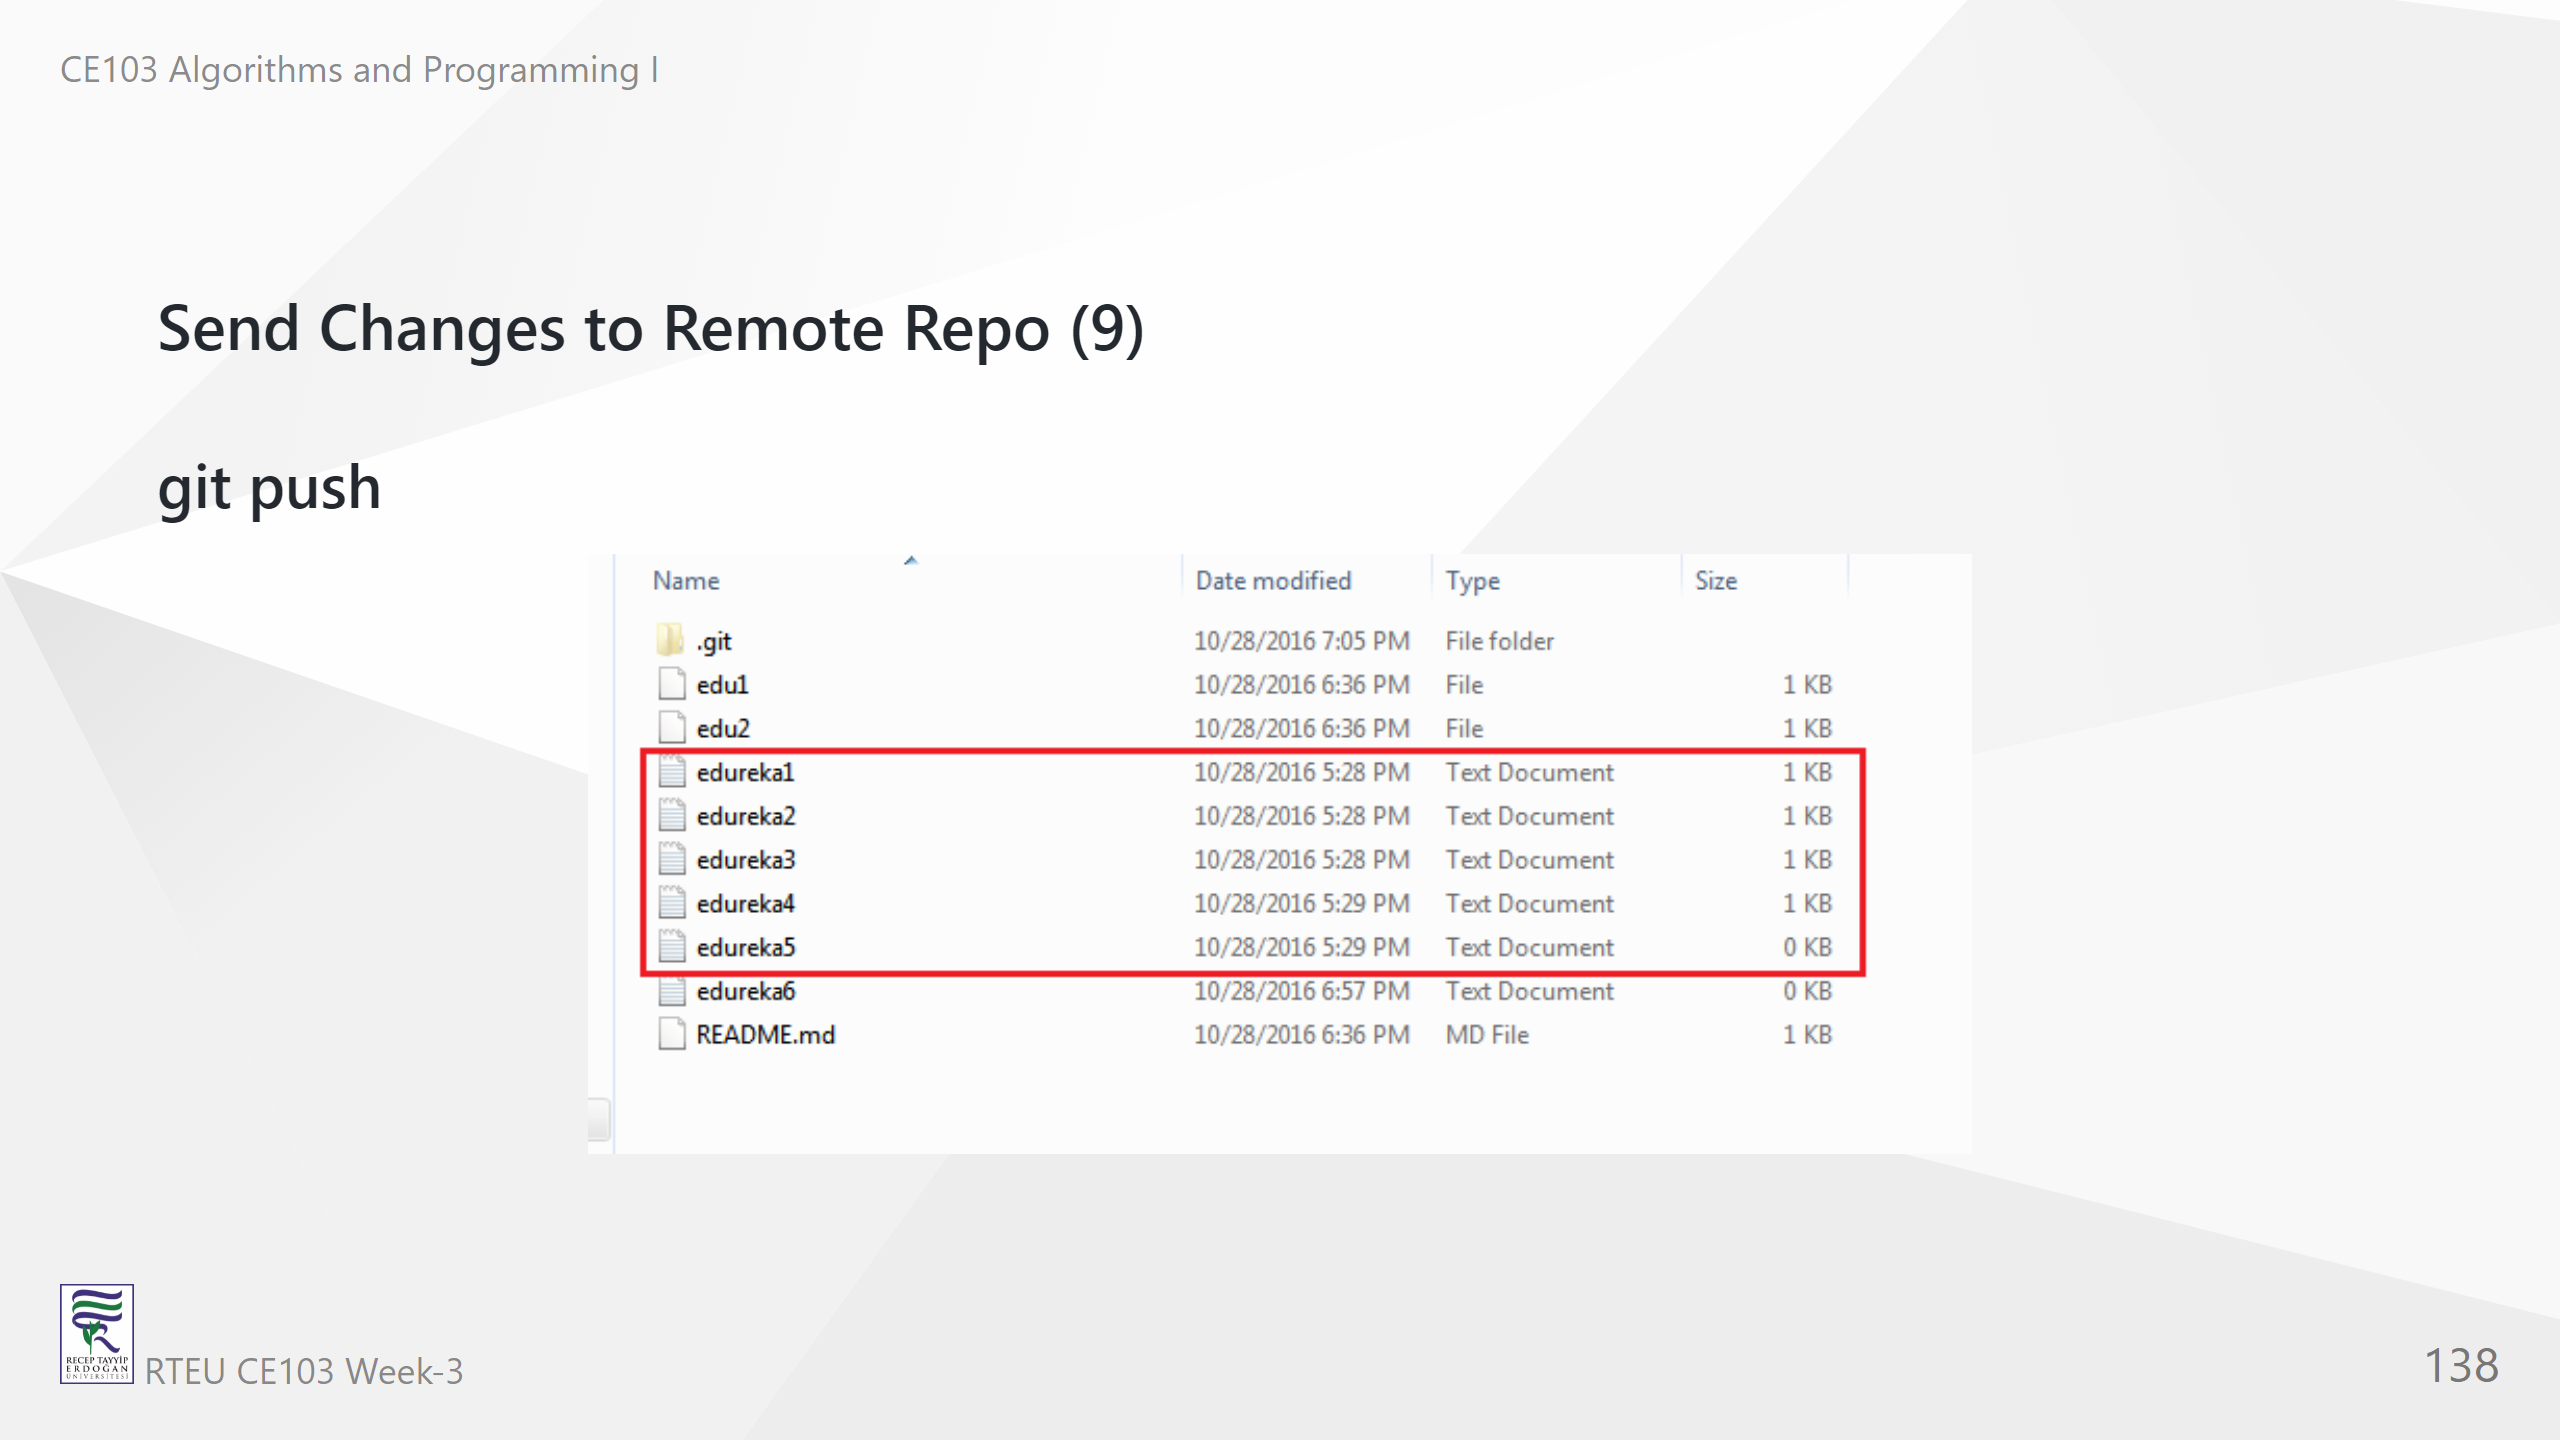 CE103 Algorithms and Programming I
Send Changes to Remote Repo (9)
git push
Name Date modified Type Size
.git 10/28/2016 7:05 PM File folder
edu1 10/28/2016 6:36 PM File 1 KB
edu2 10/28/2016 6:36 PM File 1 KB
edureka1 10/28/2016 5:28 PM Text Document 1 KB
edureka2 10/28/2016 5:28 PM Text Document 1 KB
edureka3 10/28/2016 5:28 PM Text Document 1 KB
edureka4 10/28/2016 5:29 PM Text Document 1 KB
edureka5 10/28/2016 5:29 PM Text Document 0 KB
edureka6 10/28/2016 6:57 PM Text Document 0 KB
README.md 10/28/2016 6:36 PM MD File 1 KB
RECEP TAYYİP
ERDOĞAN
ÜNİVERSİTESİ
RTEU CE103 Week-3
138